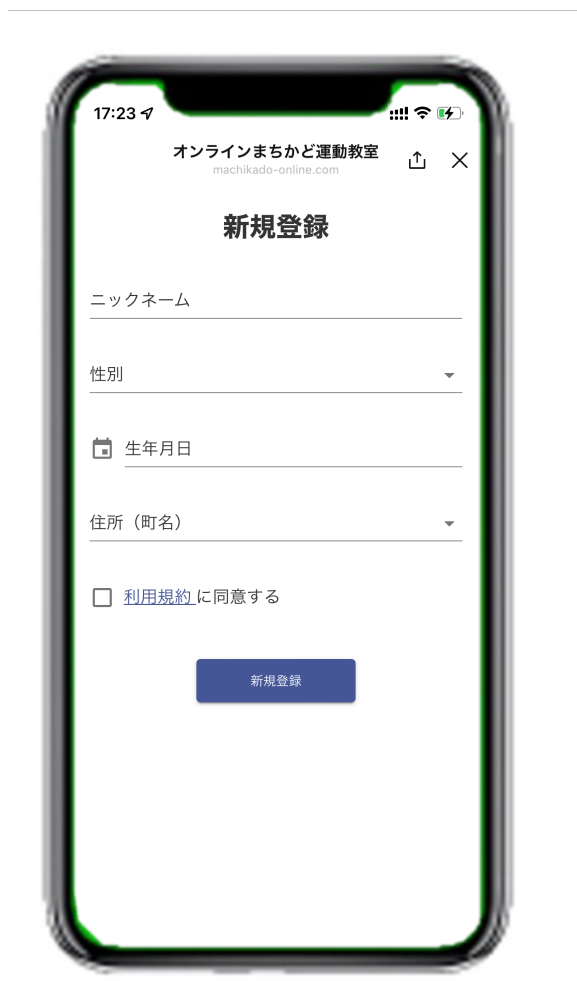 17:23
オンラインまちかど運動教室
machikado-online.com
新規登録
ニックネーム
性別
生年月日
住所（町名）
利用規約 に同意する
新規登録